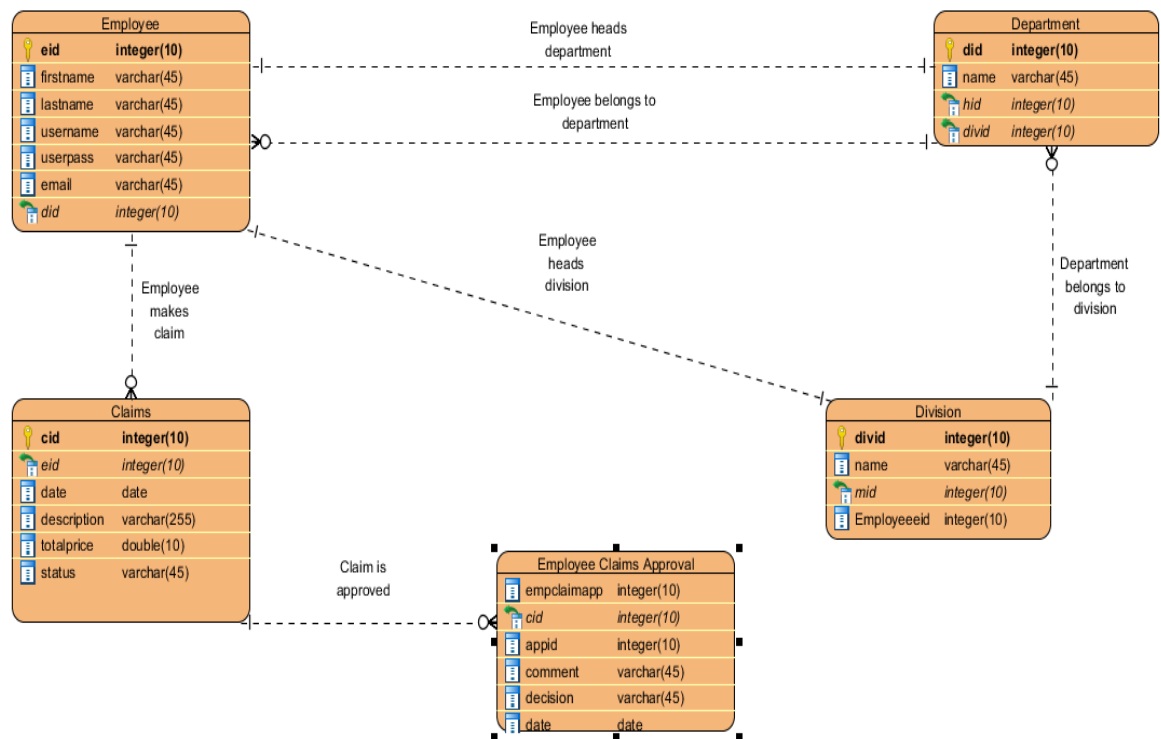 Employee
eid integer(10)
firstname varchar(45)
lastname varchar(45)
username varchar(45)
userpass varchar(45)
email varchar(45)
did integer(10)
Employee heads
department
Employee belongs to
department
Department
did integer(10)
name varchar(45)
hid integer(10)
divid integer(10)
Employee
makes
claim
Employee
heads
division
Department
belongs to
division
Claims
cid integer(10)
eid integer(10)
date date
description varchar(255)
totalprice double(10)
status varchar(45)
Claim is
approved
Division
divid integer(10)
name varchar(45)
mid integer(10)
Employeeeid integer(10)
Employee Claims Approval
empclaimapp integer(10)
cid integer(10)
appid integer(10)
comment varchar(45)
decision varchar(45)
date date